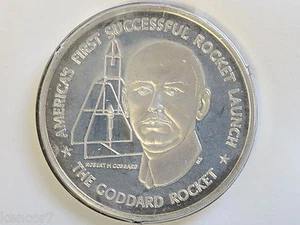 AMERICA'S FIRST SUCCESSFUL ROCKET LAUNCH
ROBERT H. GODDARD
THE GODDARD ROCKET